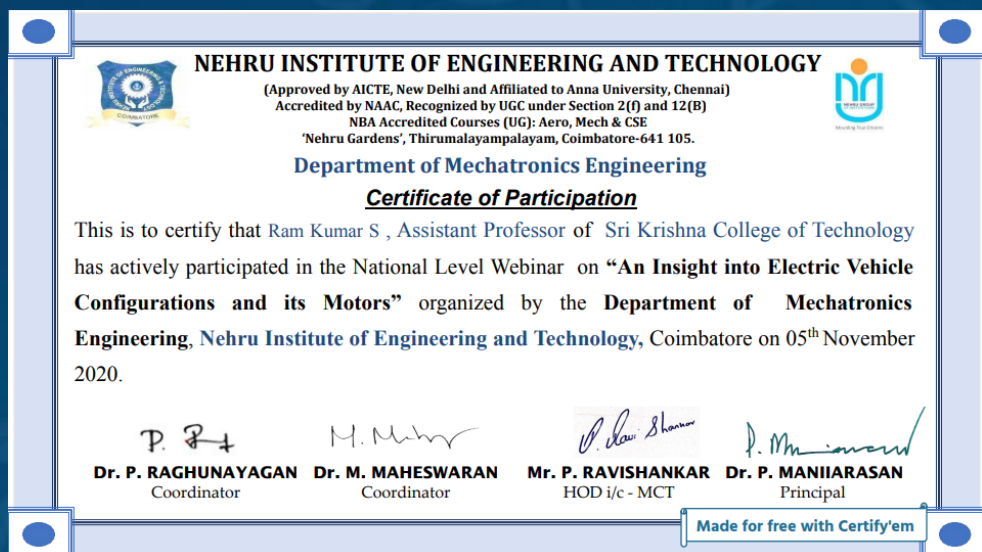 NEHRU INSTITUTE OF ENGINEERING AND TECHNOLOGY
(Approved by AICTE, New Delhi and Affiliated to Anna University, Chennai)
Accredited by NAAC, Recognized by UGC under Section 2(f) and 12(B)
NBA Accredited Courses (UG): Aero, Mech & CSE
‘Nehru Gardens’, Thirumalayampalayam, Coimbatore-641 105.
COIMBATORE
NEHRU GROUP
Department of Mechatronics Engineering
Certificate of Participation
This is to certify that Ram Kumar S , Assistant Professor of Sri Krishna College of Technology
has actively participated in the National Level Webinar on “An Insight into Electric Vehicle
Configurations and its Motors” organized by the Department of Mechatronics
Engineering, Nehru Institute of Engineering and Technology, Coimbatore on 05th November
2020.
P. Ravi Shankar
Dr. P. RAGHUNAYAGAN Dr. M. MAHESWARAN Mr. P. RAVISHANKAR Dr. P. MANIIARASAN
Coordinator Coordinator HOD i/c - MCT Principal
Made for free with Certify'em